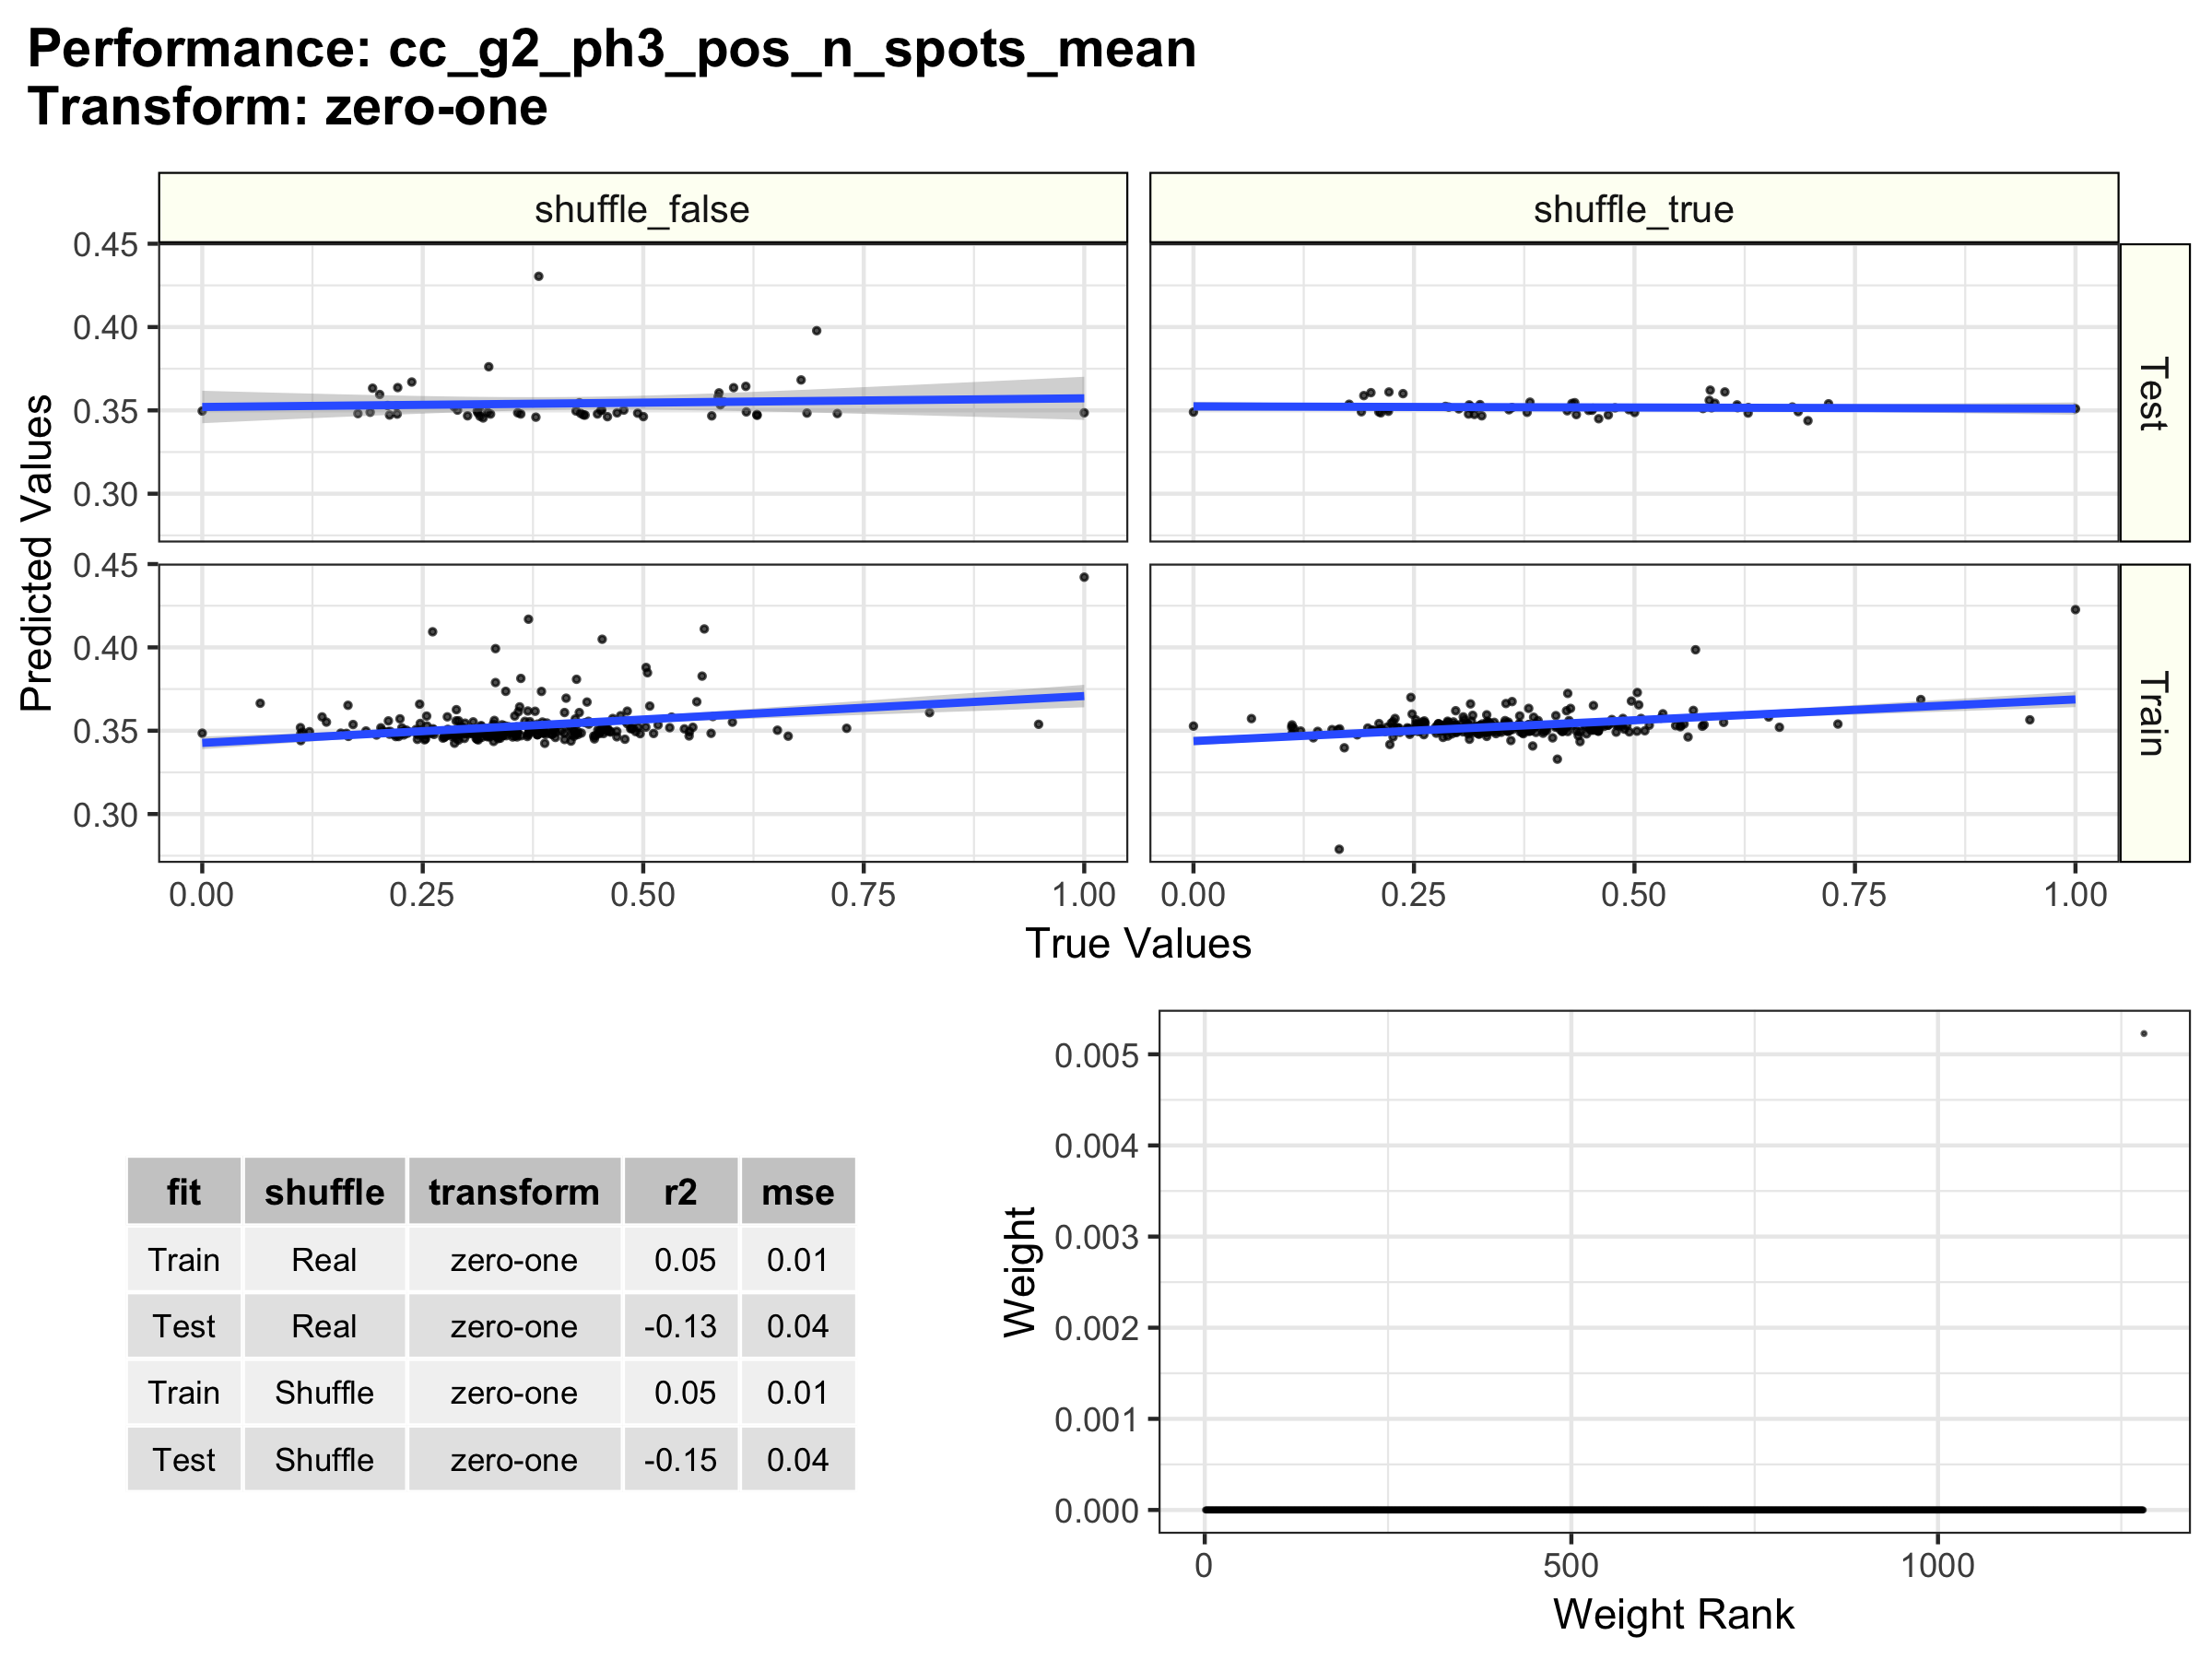 Performance: cc_g2_ph3_pos_n_spots_mean
Transform: zero-one
shuffle_false
shuffle_true
0.45
0.40
0.35
0.30
Test
0.45
0.40
0.35
0.30
Train
Predicted Values
0.00 0.25 0.50 0.75 1.00
0.00 0.25 0.50 0.75 1.00
True Values
fit shuffle transform r2 mse
Train Real zero-one 0.05 0.01
Test Real zero-one -0.13 0.04
Train Shuffle zero-one 0.05 0.01
Test Shuffle zero-one -0.15 0.04
Weight
0.005
0.004
0.003
0.002
0.001
0.000
0 500 1000
Weight Rank